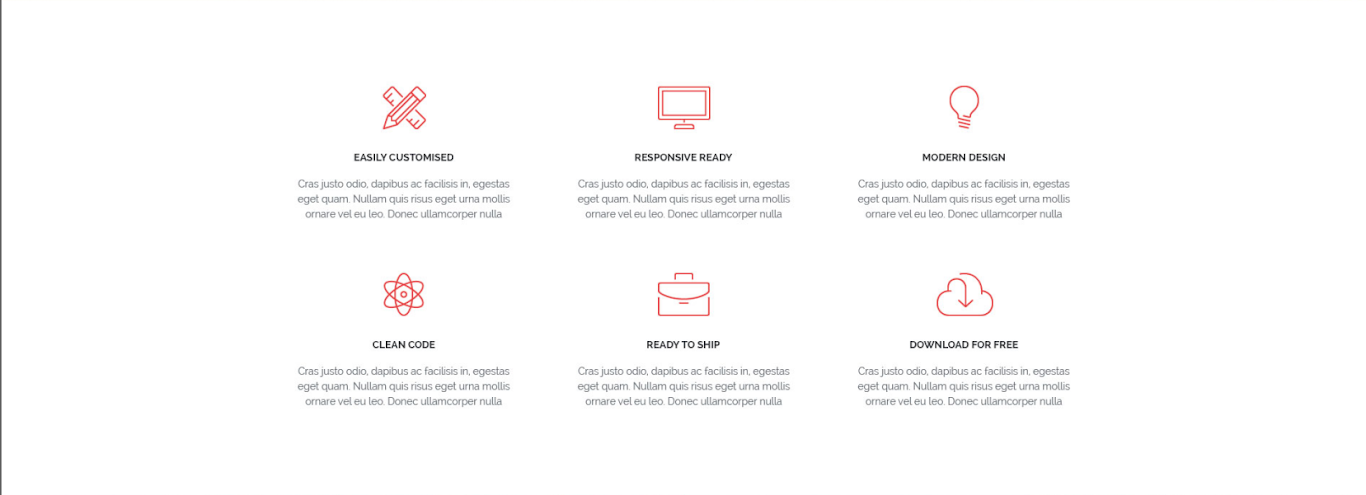 EASILY CUSTOMISED
Cras justo odio, dapibus ac facilisis in, egestas
eget quam. Nullam quis risus eget urna mollis
ornare vel eu leo. Donec ullamcorper nulla
RESPONSIVE READY
Cras justo odio, dapibus ac facilisis in, egestas
eget quam. Nullam quis risus eget urna mollis
ornare vel eu leo. Donec ullamcorper nulla
MODERN DESIGN
Cras justo odio, dapibus ac facilisis in, egestas
eget quam. Nullam quis risus eget urna mollis
ornare vel eu leo. Donec ullamcorper nulla
CLEAN CODE
Cras justo odio, dapibus ac facilisis in, egestas
eget quam. Nullam quis risus eget urna mollis
ornare vel eu leo. Donec ullamcorper nulla
READY TO SHIP
Cras justo odio, dapibus ac facilisis in, egestas
eget quam. Nullam quis risus eget urna mollis
ornare vel eu leo. Donec ullamcorper nulla
DOWNLOAD FOR FREE
Cras justo odio, dapibus ac facilisis in, egestas
eget quam. Nullam quis risus eget urna mollis
ornare vel eu leo. Donec ullamcorper nulla